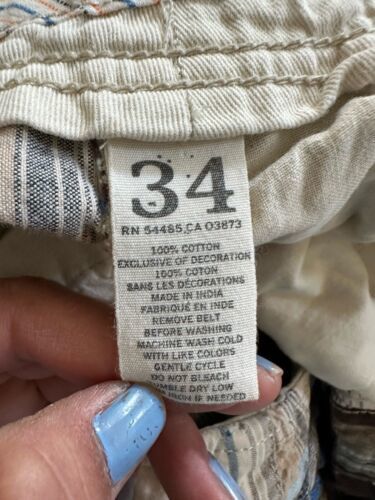 34
RN 54485, CA 03873
100% COTTON
EXCLUSIVE OF DECORATION
100% COTON
SANS LES DÉCORATIONS
MADE IN INDIA
FABRIQUÉ EN INDE
REMOVE BELT
BEFORE WASHING
MACHINE WASH COLD
WITH LIKE COLORS
GENTLE CYCLE
DO NOT BLEACH
TUMBLE DRY LOW
IRON IF NEEDED